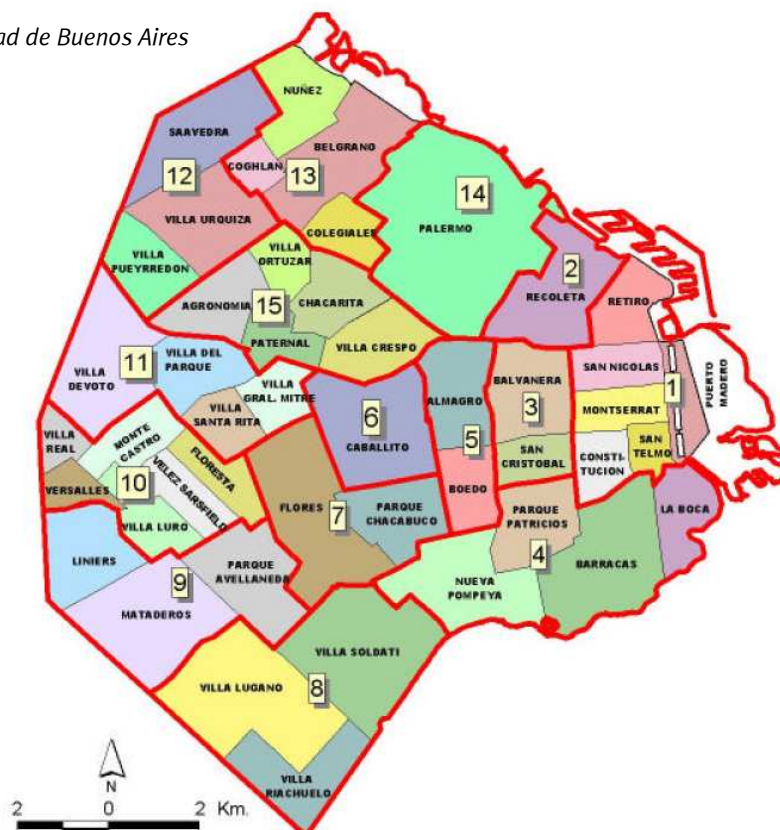 ad de Buenos Aires
NUÑEZ
SAAVEDRA
BELGRANO
COGHLAN
12
13
14
VILLA URQUIZA
COLEGIALES
PALERMO
VILLA
PUEYRREDON
VILLA
ORTUZAR
2
RECOLETA
RETIRO
AGRONOMIA
CHACARITA
15
PATERNAL
VILLA CRESPO
11
VILLA
DEVOTO
VILLA DEL
PARQUE
SAN NICOLAS
1
PUERTO
MADERO
VILLA
GRAL. MITRE
VILLA
SANTA RITA
6
CABALLITO
ALMAGRO
5
BALVANERA
3
MONTSERRAT
SAN
TELMO
CONSTI-
TUCION
SAN
CRISTOBAL
BOEDO
VILLA
REAL
MONTE
CASTRO
FLORESTA
VELEZ SARSFIELD
VERSALLES
10
VILLA LURO
FLORES
7
PARQUE
CHACABUCO
PARQUE
PATRICIOS
4
LA BOCA
BARRACAS
NUEVA
POMPEYA
LINIERS
9
PARQUE
AVELLANEDA
MATADEROS
VILLA SOLDATI
VILLA LUGANO
8
VILLA
RIACHUELO
N
2 0 2 Km.